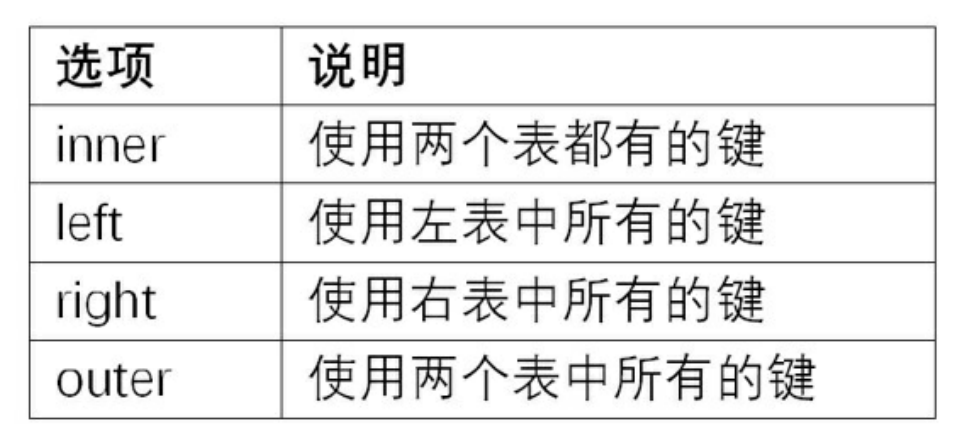 选项 说明
inner 使用两个表都有的键
left 使用左表中所有的键
right 使用右表中所有的键
outer 使用两个表中所有的键